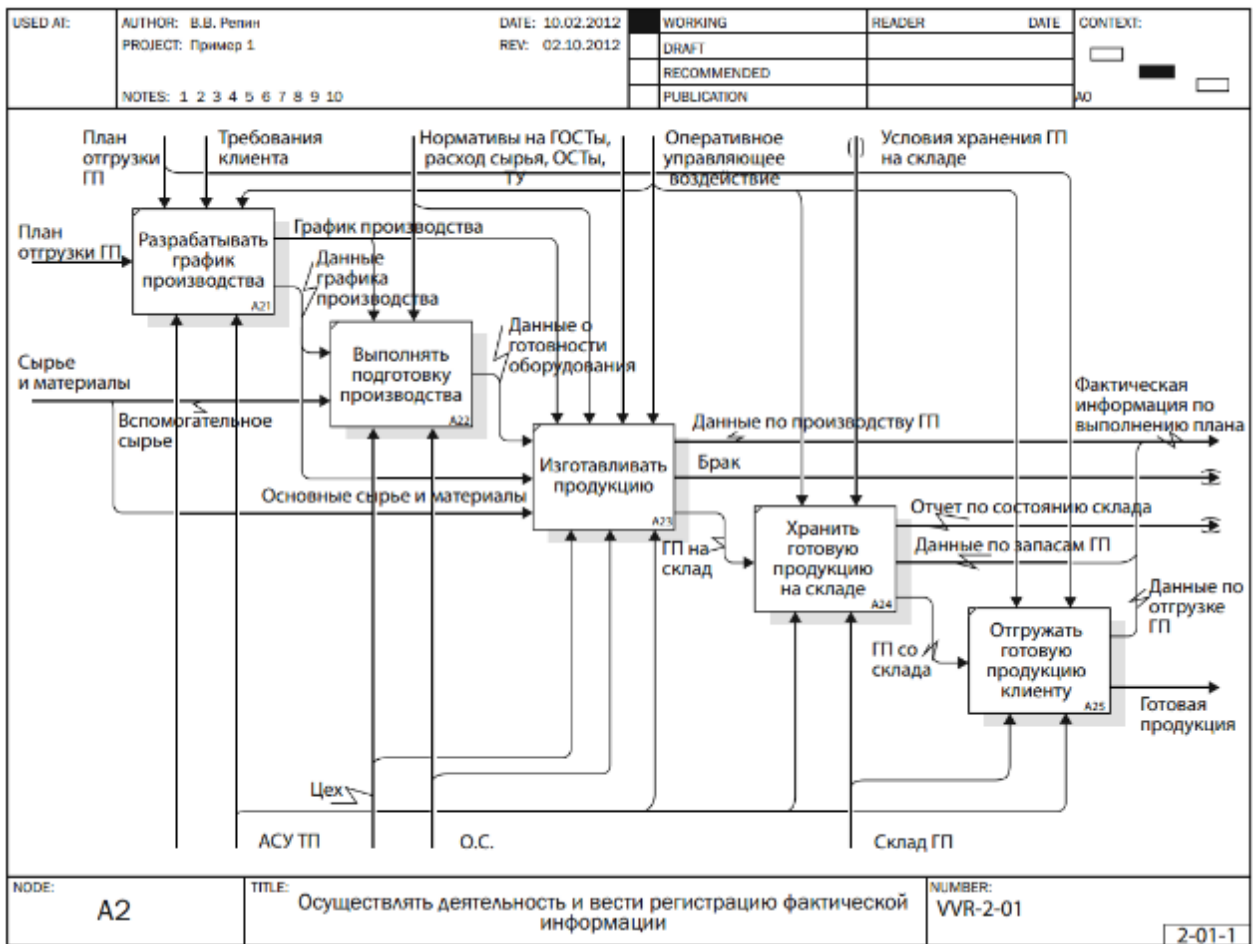 USED AT:
AUTHOR: В.В. Репин
DATE: 10.02.2012
PROJECT: Пример 1
REV: 02.10.2012
NOTES: 1 2 3 4 5 6 7 8 9 10
WORKING
DRAFT
RECOMMENDED
PUBLICATION
READER
DATE
CONTEXT:
A0
План
отгрузки
ГП
Требования
клиента
Нормативы на ГОСТы,
расход сырья, ОСТы,
ТУ
Оперативное
управляющее
воздействие
Условия хранения ГП
на складе
План
отгрузки ГП
Разрабатывать
график
производства
A21
График производства
Данные
графика
производства
Выполнять
подготовку
производства
A22
Данные о
готовности
оборудования
Сырье
и материалы
Вспомогательное
сырье
Основные сырье и материалы
Изготавливать
продукцию
A23
Данные по производству ГП
Брак
Фактическая
информация по
выполнению плана
Отчет по состоянию склада
Данные по запасам ГП
ГП на
склад
Хранить
готовую
продукцию
на складе
A24
Данные по
отгрузке
ГП
ГП со
склада
Отгружать
готовую
продукцию
клиенту
A25
Готовая
продукция
Цех
АСУ ТП
О.С.
Склад ГП
NODE:
A2
TITLE:
Осуществлять деятельность и вести регистрацию фактической
информации
NUMBER:
VVR-2-01
2-01-1